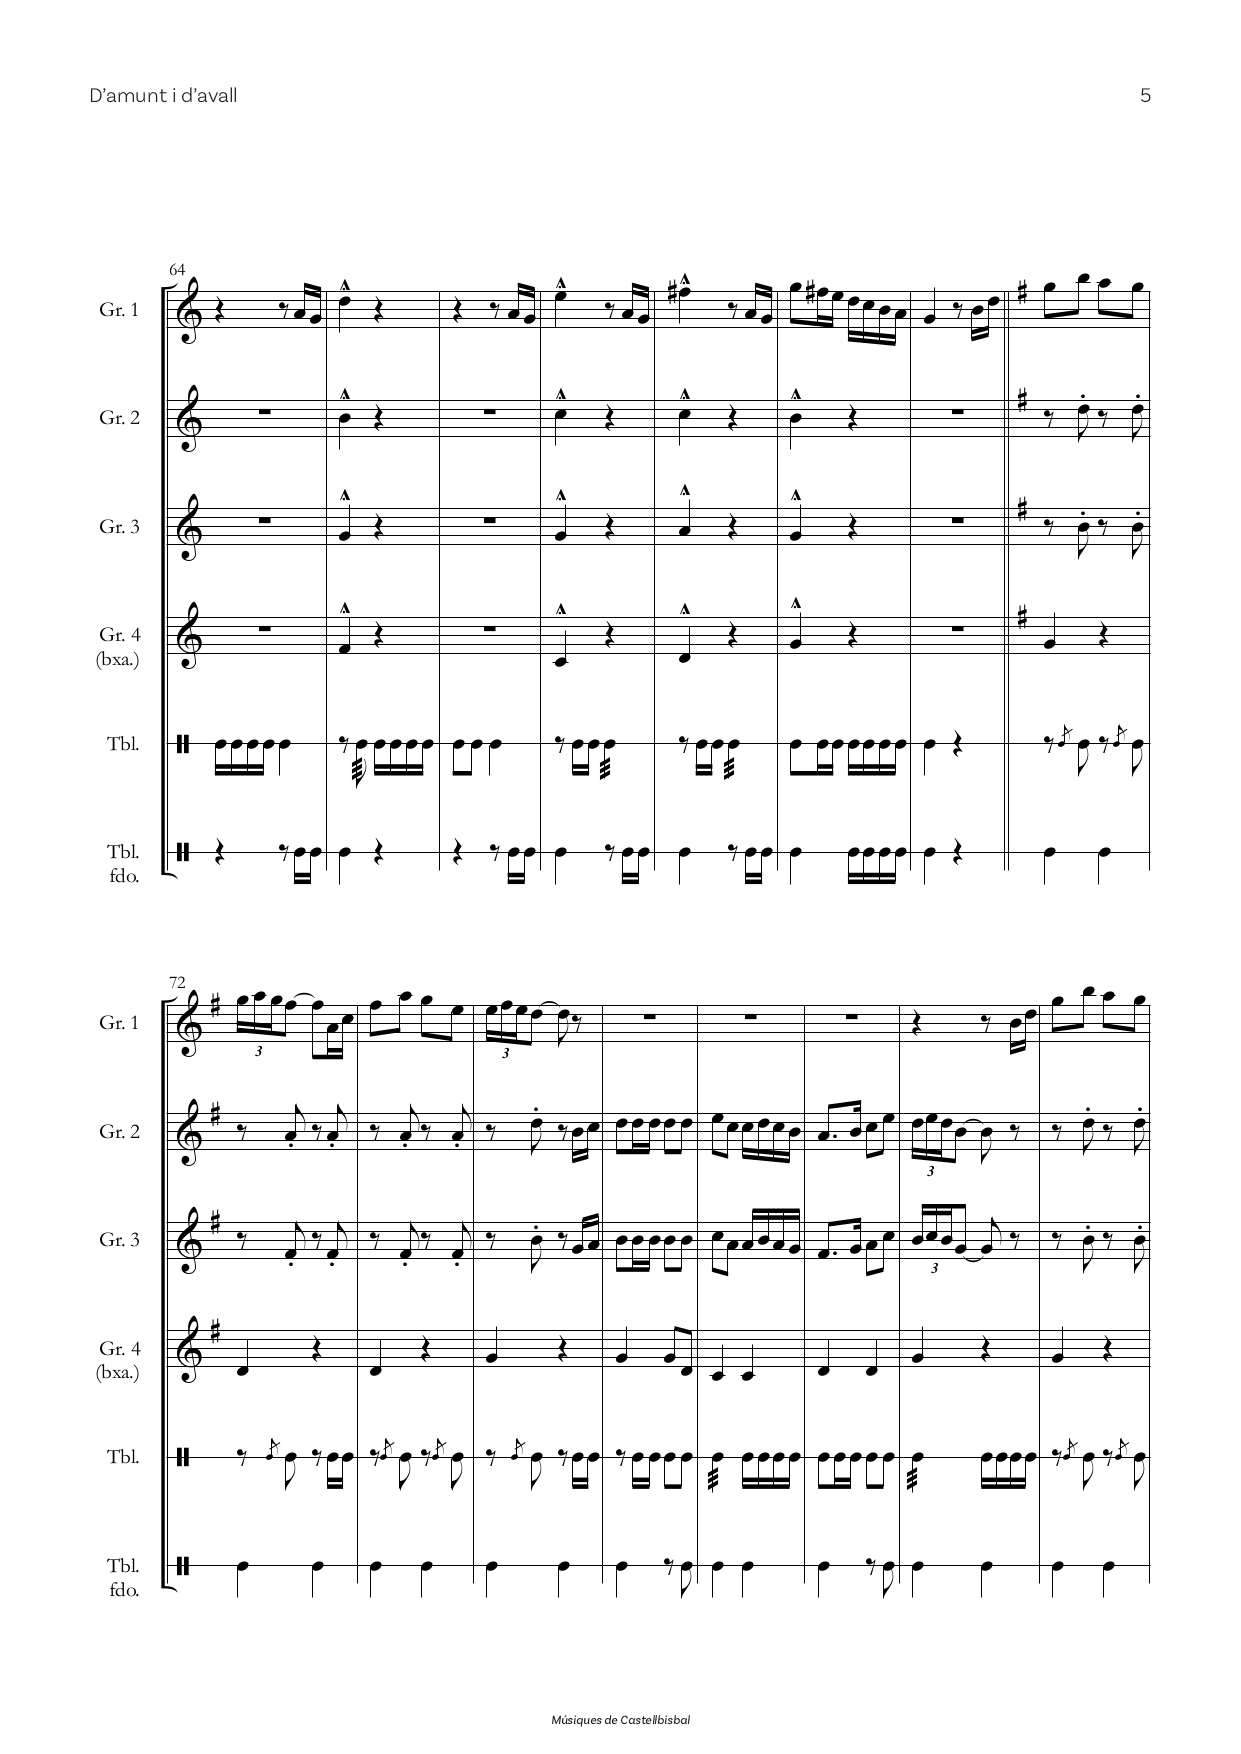 D’amunt i d’avall 5
64
Gr. 1
Gr. 2
Gr. 3
Gr. 4
(bxa.)
Tbl.
Tbl.
fdo.
72
Gr. 1
3 3
Gr. 2
3
Gr. 3
3
Gr. 4
(bxa.)
Tbl.
Tbl.
fdo.
Músiques de Castellbisbal